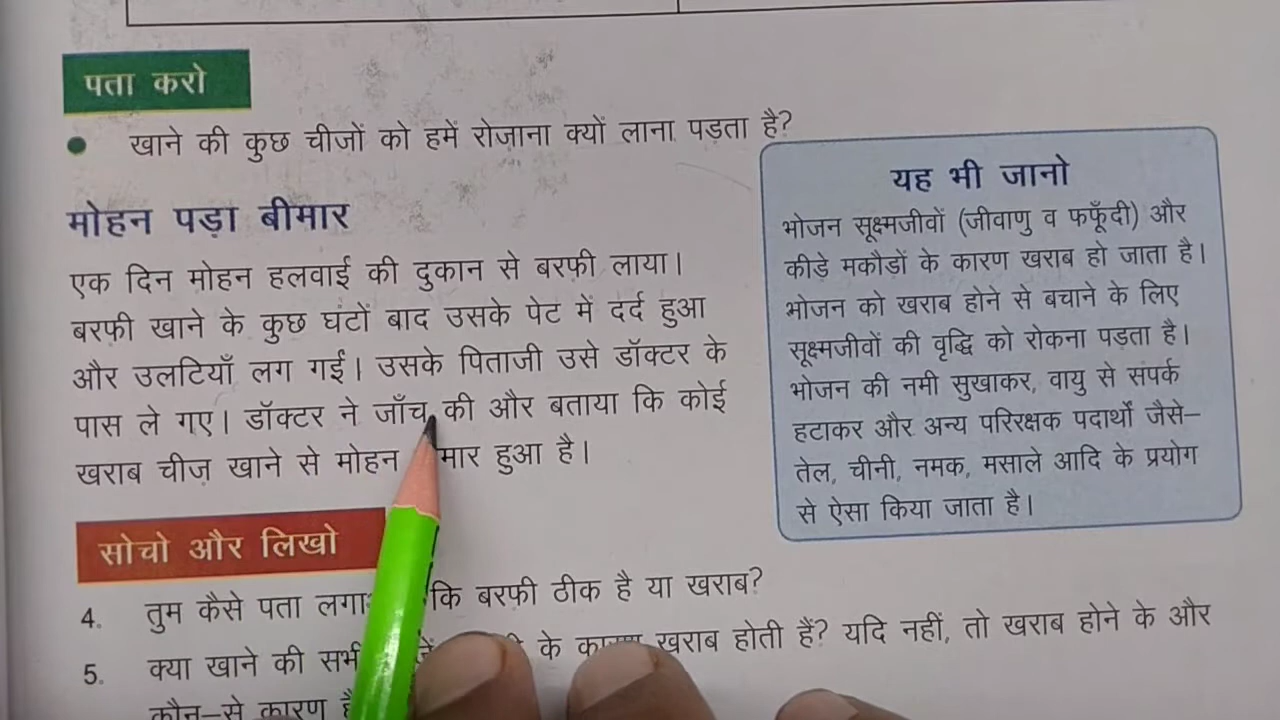 पता करो
खाने की कुछ चीजों को हमें रोज़ाना क्यों लाना पड़ता है?
मोहन पड़ा बीमार
एक दिन मोहन हलवाई की दुकान से बरफ़ी लाया।
बरफ़ी खाने के कुछ घंटों बाद उसके पेट में दर्द हुआ
और उलटियाँ लग गईं। उसके पिताजी उसे डॉक्टर के
पास ले गए। डॉक्टर ने जाँच की और बताया कि कोई
खराब चीज़ खाने से मोहन मार हुआ है।
यह भी जानो
भोजन सूक्ष्मजीवों (जीवाणु व फफूँदी) और
कीड़े मकौड़ों के कारण खराब हो जाता है।
भोजन को खराब होने से बचाने के लिए
सूक्ष्मजीवों की वृद्धि को रोकना पड़ता है।
भोजन की नमी सुखाकर, वायु से संपर्क
हटाकर और अन्य परिरक्षक पदार्थों जैसे–
तेल, चीनी, नमक, मसाले आदि के प्रयोग
से ऐसा किया जाता है।
सोचो और लिखो
4. तुम कैसे पता कि बरफ़ी ठीक है या खराब?
5. क्या खाने की सभी के कारण खराब होती हैं? यदि नहीं, तो खराब होने के और
कौन–से कारण